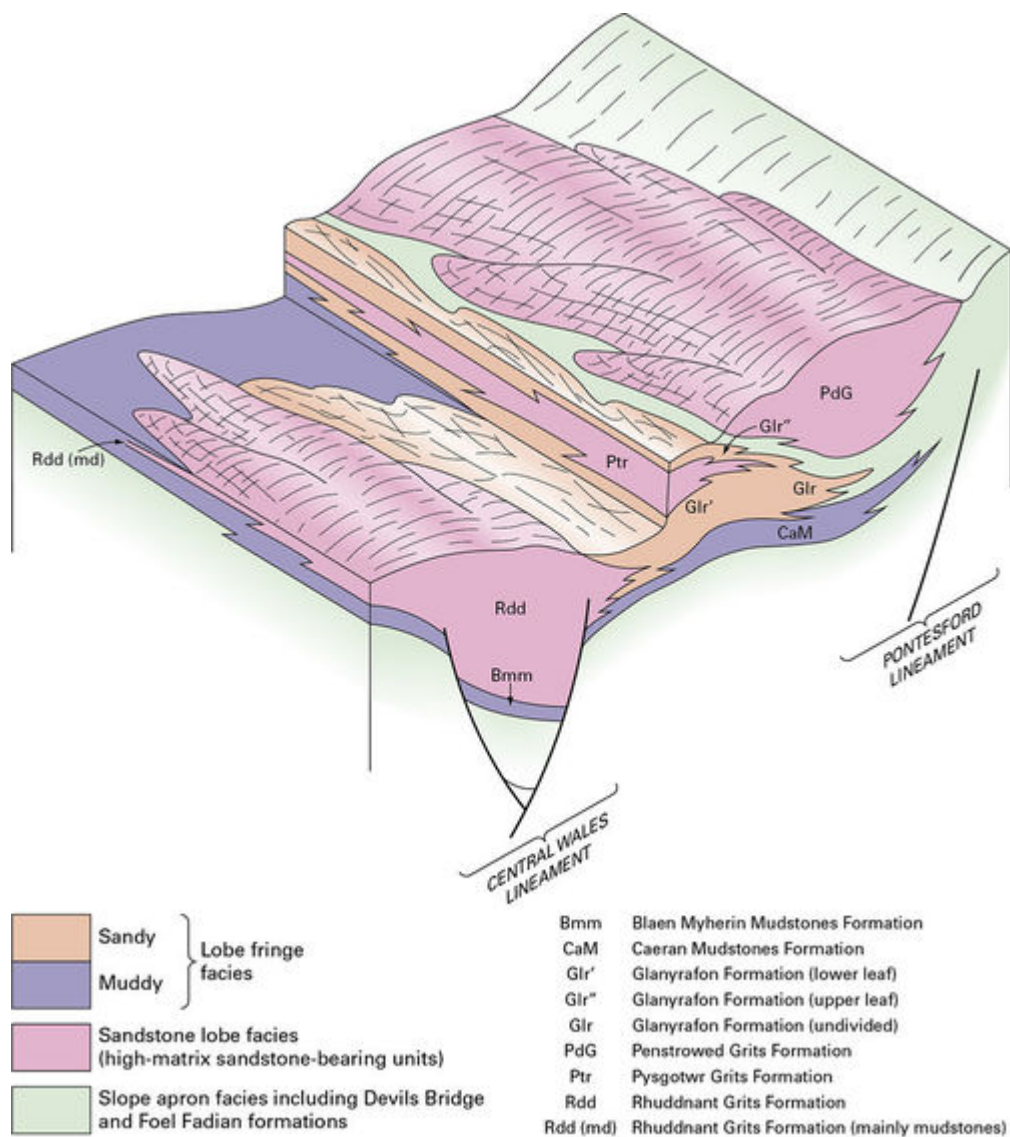 PdG
Glr"
Rdd (md)
Ptr
Glr
Glr'
CaM
Rdd
Bmm
PONTESFORD
LINEAMENT
CENTRAL WALES
LINEAMENT
Sandy
Muddy
Lobe fringe
facies
Sandstone lobe facies
(high-matrix sandstone-bearing units)
Slope apron facies including Devils Bridge
and Foel Fadian formations
Bmm Blaen Myherin Mudstones Formation
CaM Caeran Mudstones Formation
Glr' Glanyrafon Formation (lower leaf)
Glr" Glanyrafon Formation (upper leaf)
Glr Glanyrafon Formation (undivided)
PdG Penstrowed Grits Formation
Ptr Pysgotwr Grits Formation
Rdd Rhuddnant Grits Formation
Rdd (md) Rhuddnant Grits Formation (mainly mudstones)